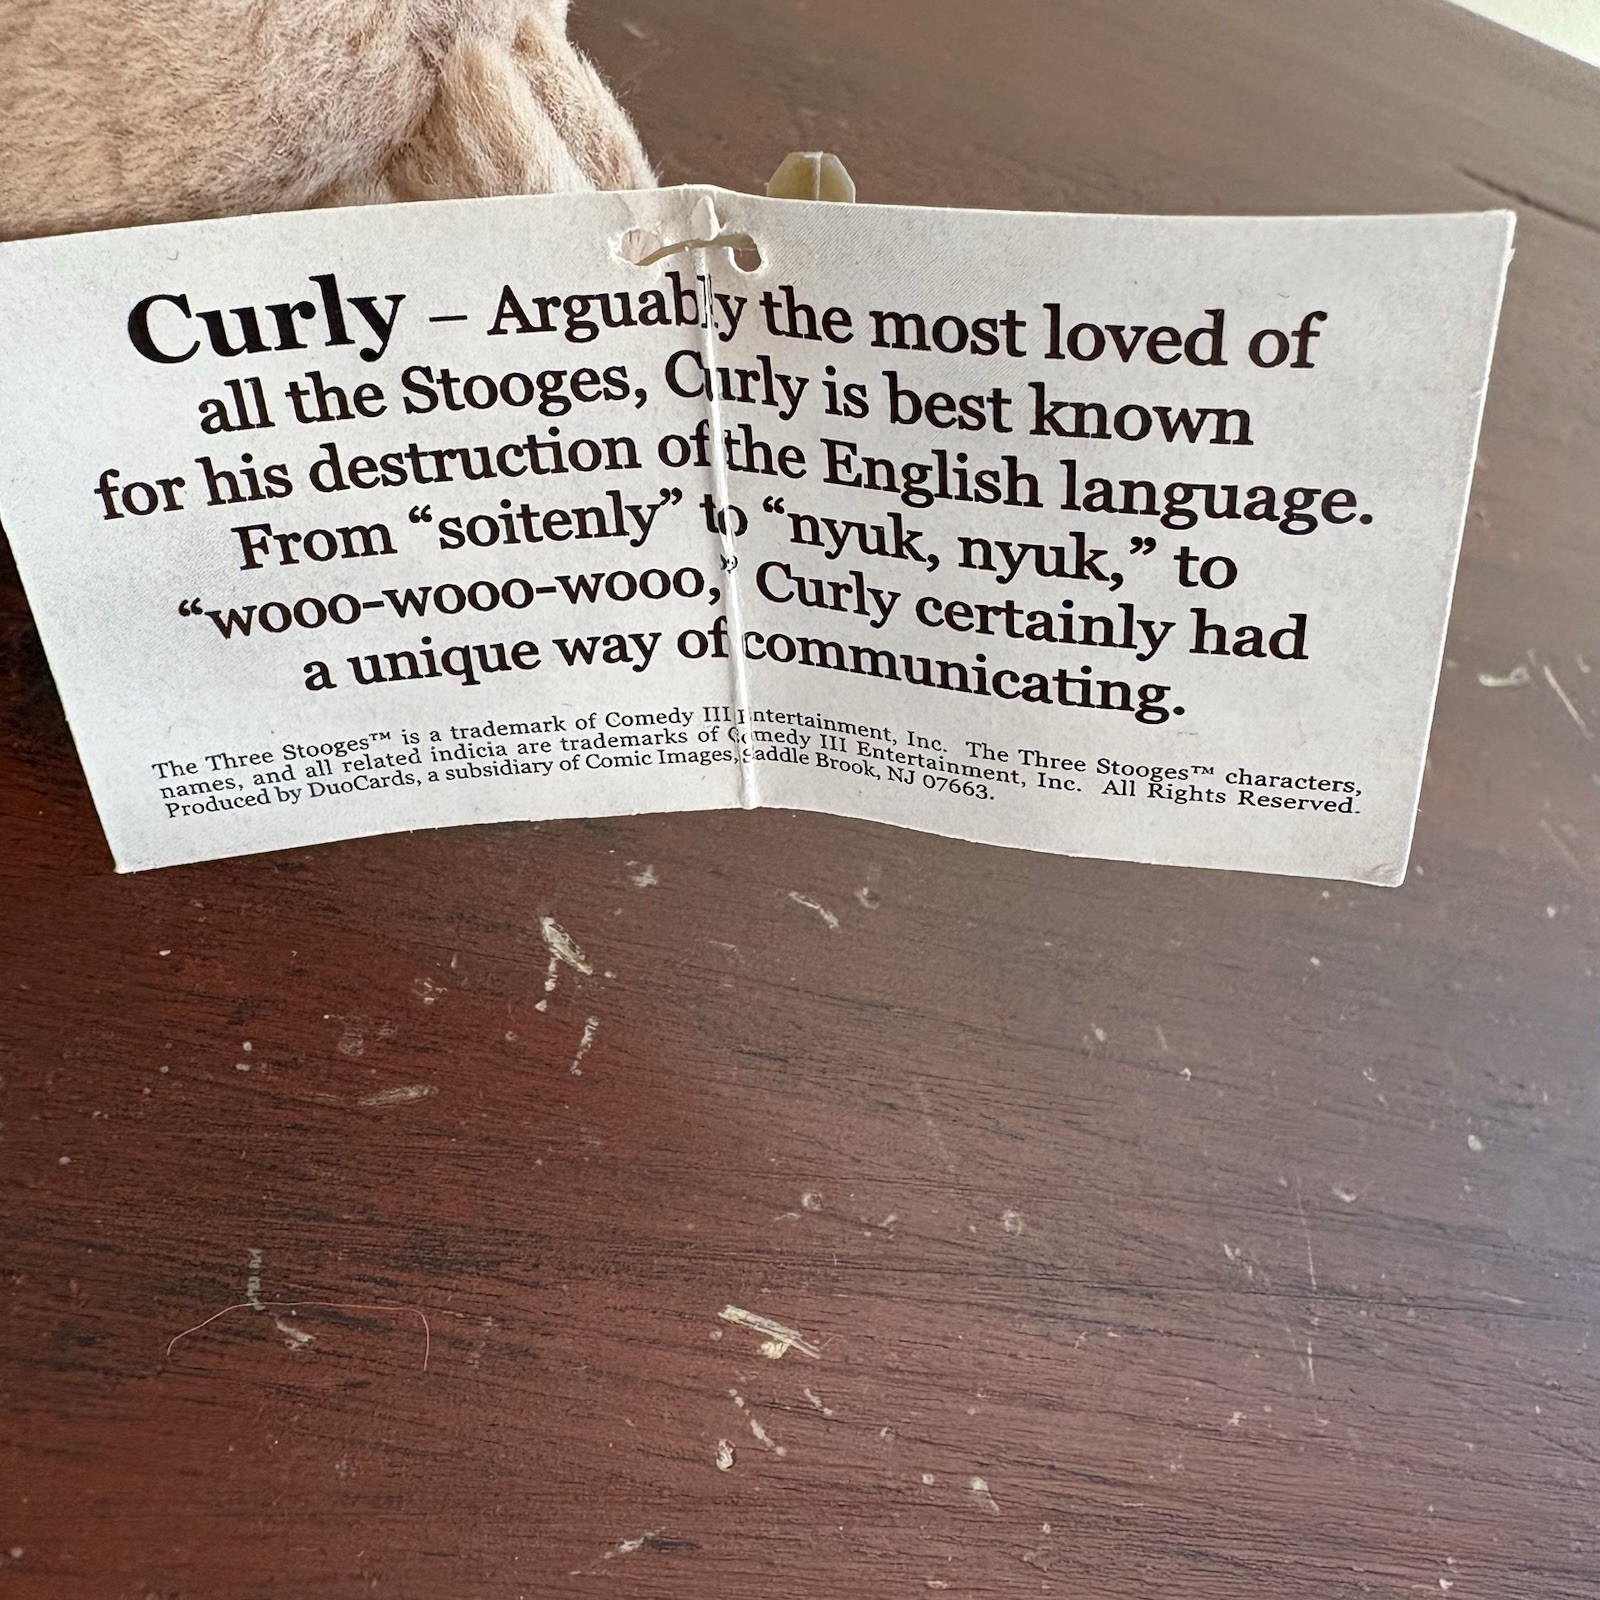 Curly – Arguably the most loved of
all the Stooges, Curly is best known
for his destruction of the English language.
From “soitenly” to “nyuk, nyuk,” to
“wooo-wooo-wooo,” Curly certainly had
a unique way of communicating.
The Three Stooges™ is a trademark of Comedy III Entertainment, Inc. The Three Stooges™ characters,
names, and all related indicia are trademarks of Comedy III Entertainment, Inc. All Rights Reserved.
Produced by DuoCards, a subsidiary of Comic Images, Saddle Brook, NJ 07663.